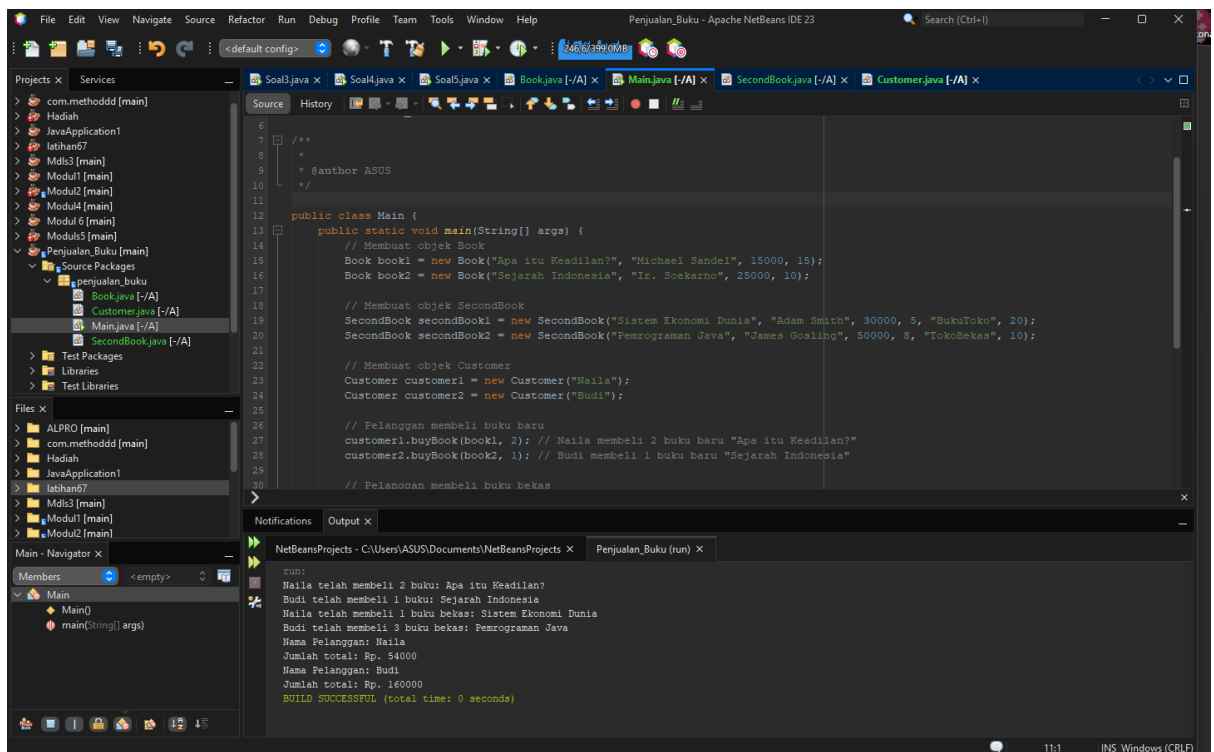 File Edit View Navigate Source Refactor Run Debug Profile Team Tools Window Help
Penjualan_Buku - Apache NetBeans IDE 23
Search (Ctrl+I)
<default config>
246,6/399,0MB
Projects Services
com.methoddd [main]
Hadiah
JavaApplication1
latihan67
Mdls3 [main]
Modul1 [main]
Modul2 [main]
Modul4 [main]
Modul 6 [main]
Moduls5 [main]
Penjualan_Buku [main]
Source Packages
penjualan_buku
Book.java [-/A]
Customer.java [-/A]
Main.java [-/A]
SecondBook.java [-/A]
Test Packages
Libraries
Test Libraries
Files
ALPRO [main]
com.methoddd [main]
Hadiah
JavaApplication1
latihan67
Mdls3 [main]
Modul1 [main]
Modul2 [main]
Main - Navigator
Members <empty>
Main
Main()
main(String[] args)
Soal3.java Soal4.java Soal5.java Book.java [-/A] Main.java [-/A] SecondBook.java [-/A] Customer.java [-/A]
Source History
6
7 /**
8 *
9 * @author ASUS
10 */
11
12 public class Main {
13 public static void main(String[] args) {
14 // Membuat objek Book
15 Book book1 = new Book("Apa itu Keadilan?", "Michael Sandel", 15000, 15);
16 Book book2 = new Book("Sejarah Indonesia", "Ir. Soekarno", 25000, 10);
17
18 // Membuat objek SecondBook
19 SecondBook secondBook1 = new SecondBook("Sistem Ekonomi Dunia", "Adam Smith", 30000, 5, "BukuToko", 20);
20 SecondBook secondBook2 = new SecondBook("Pemrograman Java", "James Gosling", 50000, 8, "TokoBekas", 10);
21
22 // Membuat objek Customer
23 Customer customer1 = new Customer("Naila");
24 Customer customer2 = new Customer("Budi");
25
26 // Pelanggan membeli buku baru
27 customer1.buyBook(book1, 2); // Naila membeli 2 buku baru "Apa itu Keadilan?"
28 customer2.buyBook(book2, 1); // Budi membeli 1 buku baru "Sejarah Indonesia"
29
30 // Pelanggan membeli buku bekas
Notifications Output
NetBeansProjects - C:\Users\ASUS\Documents\NetBeansProjects Penjualan_Buku (run)
run:
Naila telah membeli 2 buku: Apa itu Keadilan?
Budi telah membeli 1 buku: Sejarah Indonesia
Naila telah membeli 1 buku bekas: Sistem Ekonomi Dunia
Budi telah membeli 3 buku bekas: Pemrograman Java
Nama Pelanggan: Naila
Jumlah total: Rp. 54000
Nama Pelanggan: Budi
Jumlah total: Rp. 160000
BUILD SUCCESSFUL (total time: 0 seconds)
11:1 INS Windows (CRLF)